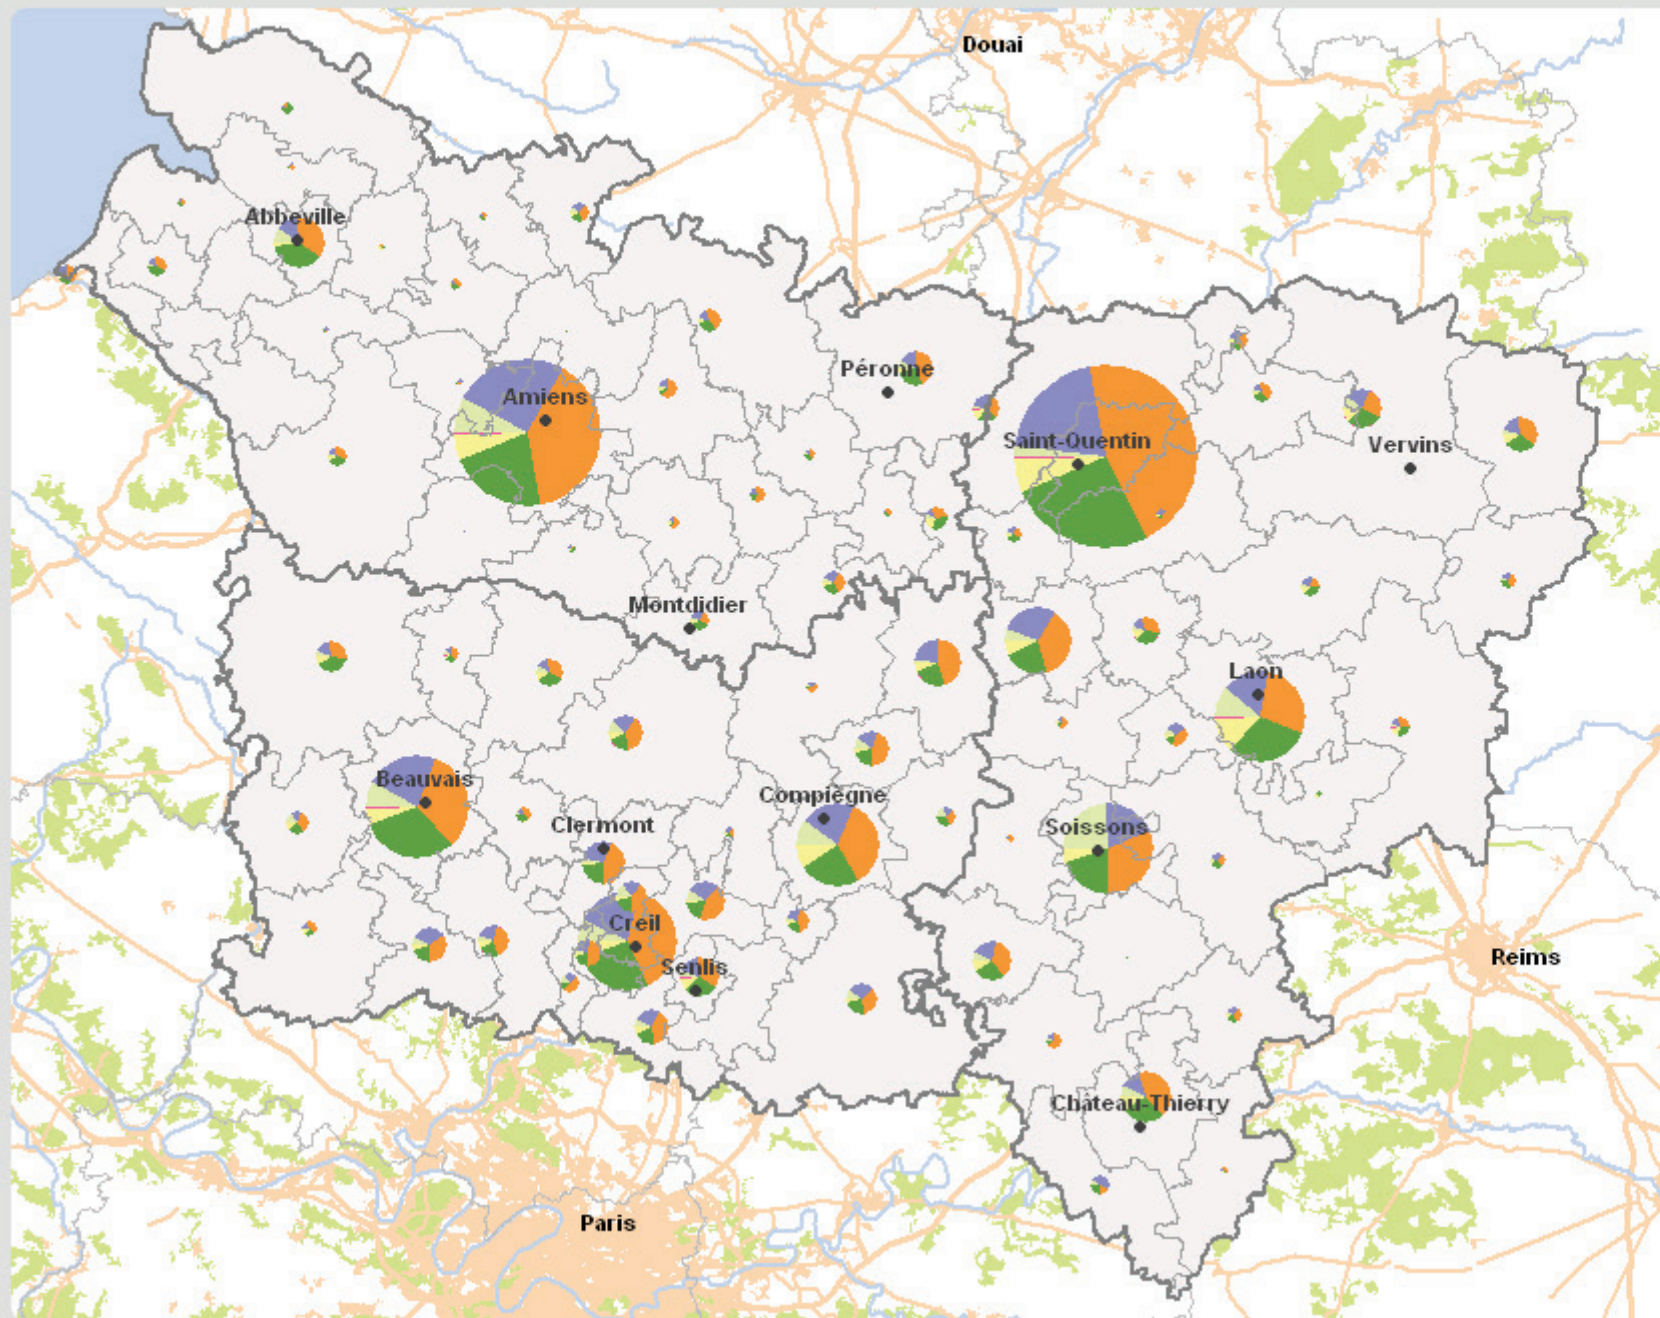 Douai
Abbeville
Péronne
Amiens
Saint-Quentin
Vervins
Montdidier
Laon
Beauvais
Compiègne
Clermont
Soissons
Creil
Senlis
Reims
Château-Thierry
Paris